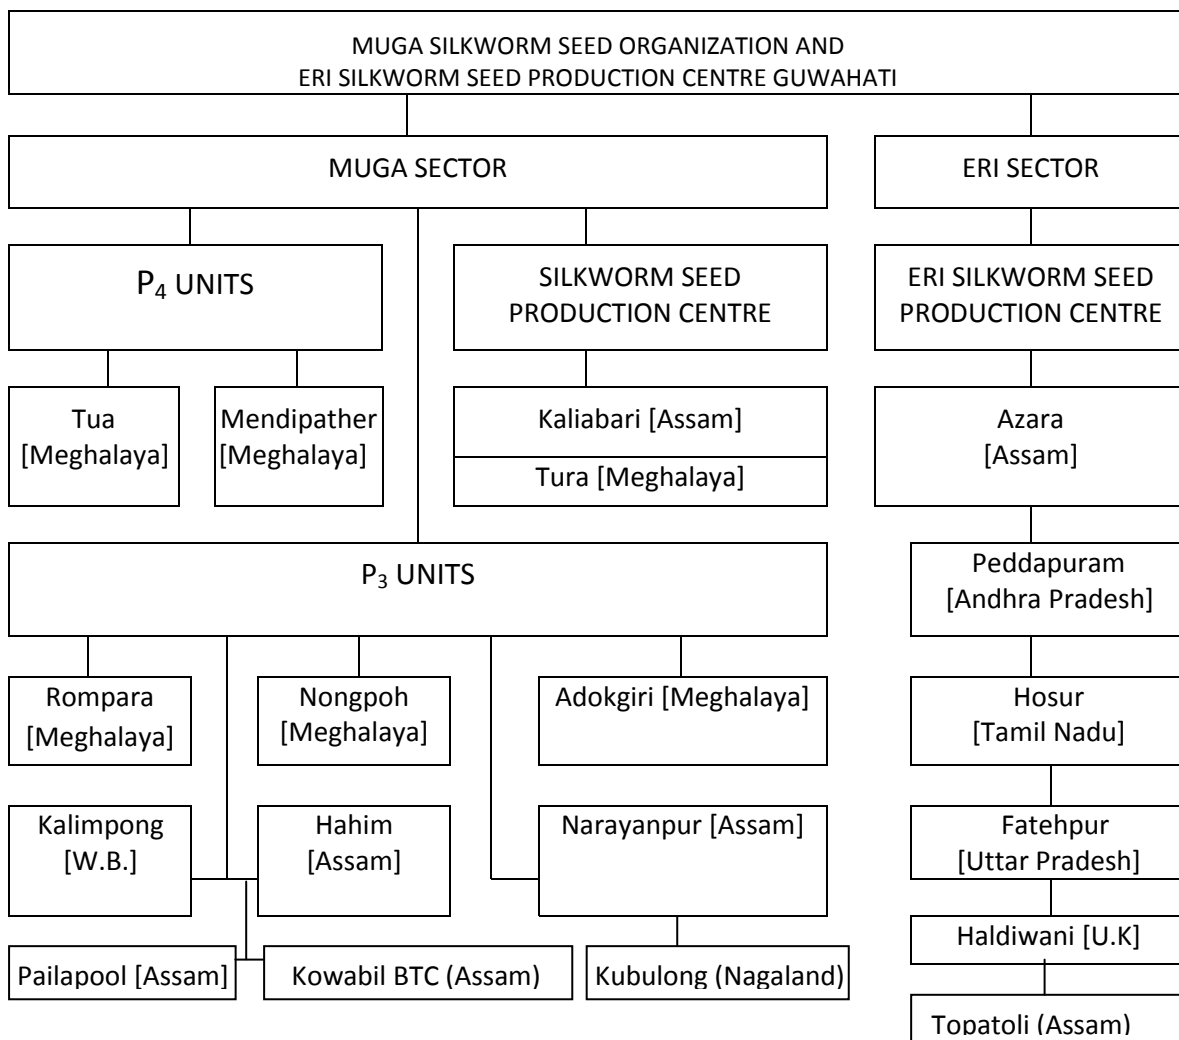 MUGA SILKWORM SEED ORGANIZATION AND
ERI SILKWORM SEED PRODUCTION CENTRE GUWAHATI
MUGA SECTOR
ERI SECTOR
P₄ UNITS
SILKWORM SEED
PRODUCTION CENTRE
ERI SILKWORM SEED
PRODUCTION CENTRE
Tua
[Meghalaya]
Mendipather
[Meghalaya]
Kaliabari [Assam]
Tura [Meghalaya]
Azara
[Assam]
P₃ UNITS
Peddapuram
[Andhra Pradesh]
Rompara
[Meghalaya]
Nongpoh
[Meghalaya]
Adokgiri [Meghalaya]
Hosur
[Tamil Nadu]
Kalimpong
[W.B.]
Hahim
[Assam]
Narayanpur [Assam]
Fatehpur
[Uttar Pradesh]
Haldiwani [U.K]
Pailapool [Assam]
Kowabil BTC (Assam)
Kubulong (Nagaland)
Topatoli (Assam)